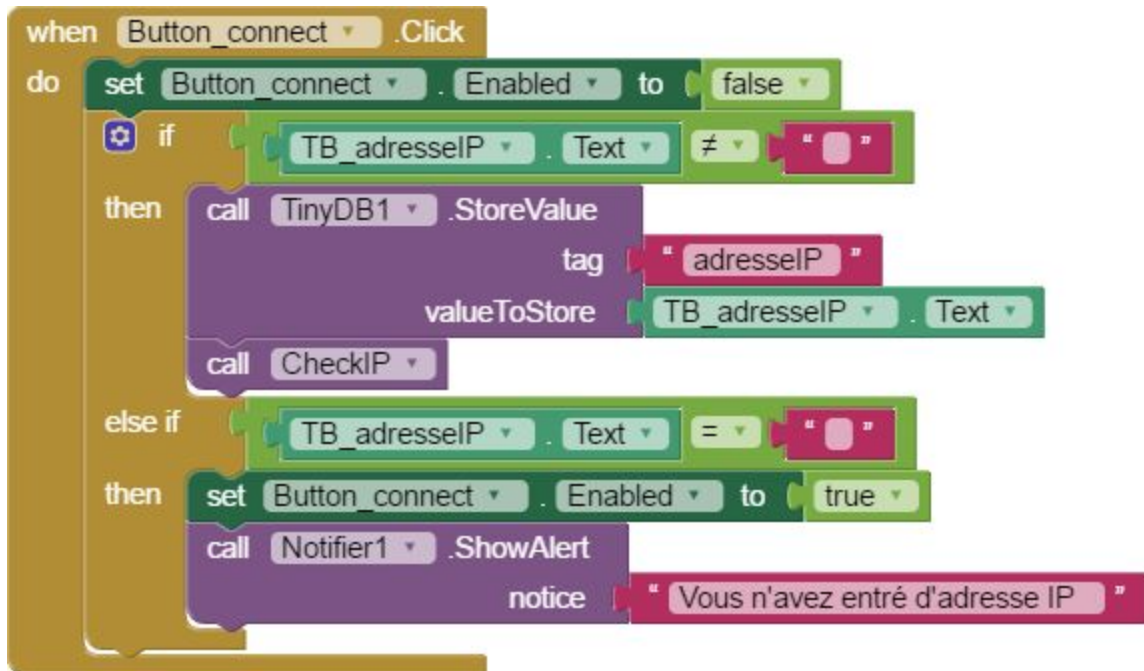 when Button_connect .Click
do set Button_connect . Enabled to false
if TB_adresseIP . Text ≠ " "
then call TinyDB1 .StoreValue
tag " adresseIP "
valueToStore TB_adresseIP . Text
call CheckIP
else if TB_adresseIP . Text = " "
then set Button_connect . Enabled to true
call Notifier1 .ShowAlert
notice " Vous n'avez entré d'adresse IP "